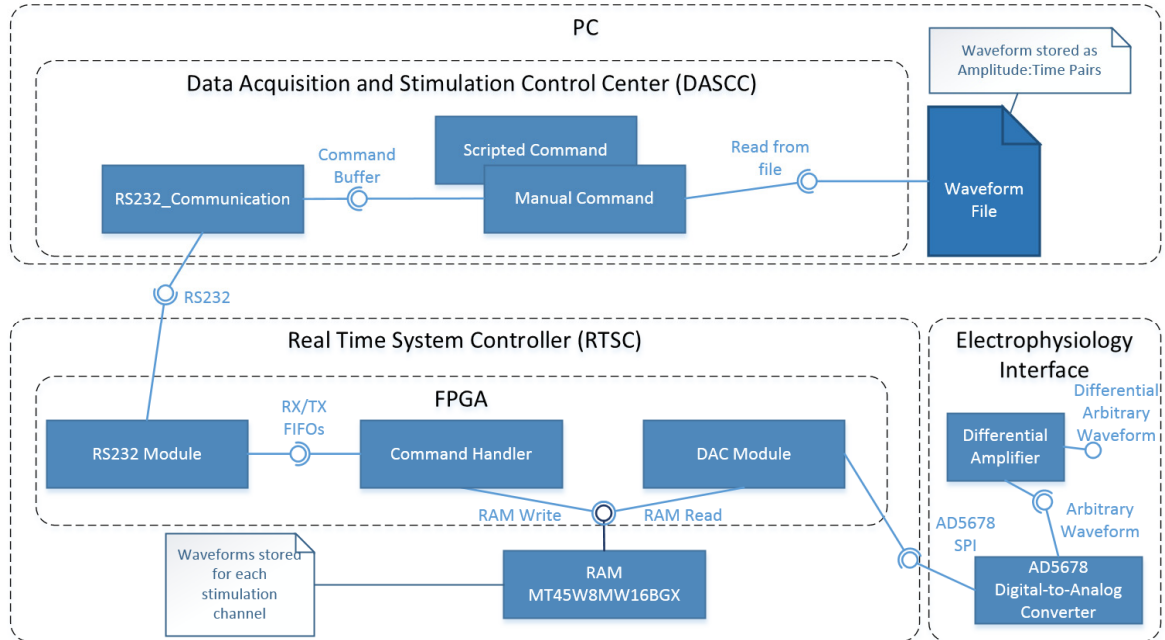 PC
Data Acquisition and Stimulation Control Center (DASCC)
Waveform stored as
Amplitude:Time Pairs
Scripted Command
Manual Command
Command
Buffer
RS232_Communication
Read from
file
Waveform
File
RS232
Real Time System Controller (RTSC)
FPGA
RS232 Module
RX/TX
FIFOs
Command Handler
DAC Module
RAM Write
RAM Read
Waveforms stored
for each
stimulation
channel
RAM
MT45W8MW16BGX
AD5678
SPI
Electrophysiology
Interface
Differential
Arbitrary
Waveform
Differential
Amplifier
Arbitrary
Waveform
AD5678
Digital-to-Analog
Converter